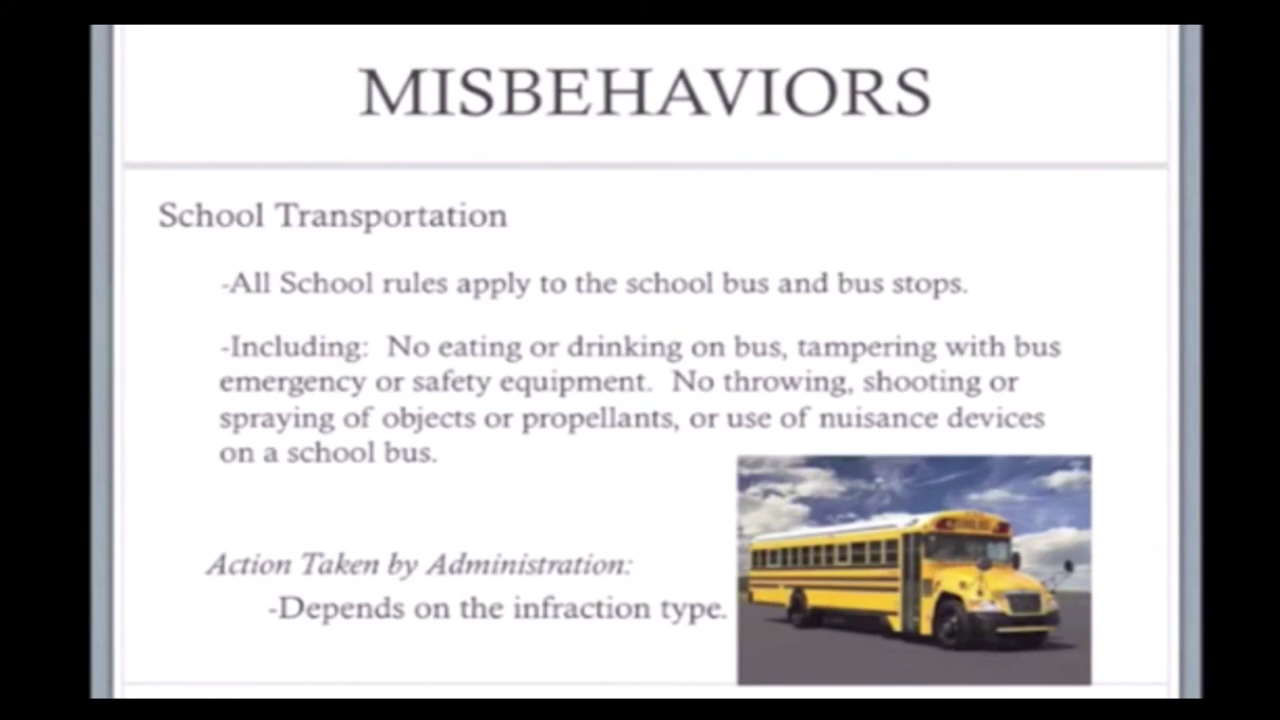 MISBEHAVIORS
School Transportation
-All School rules apply to the school bus and bus stops.
-Including: No eating or drinking on bus, tampering with bus
emergency or safety equipment. No throwing, shooting or
spraying of objects or propellants, or use of nuisance devices
on a school bus.
Action Taken by Administration:
-Depends on the infraction type.